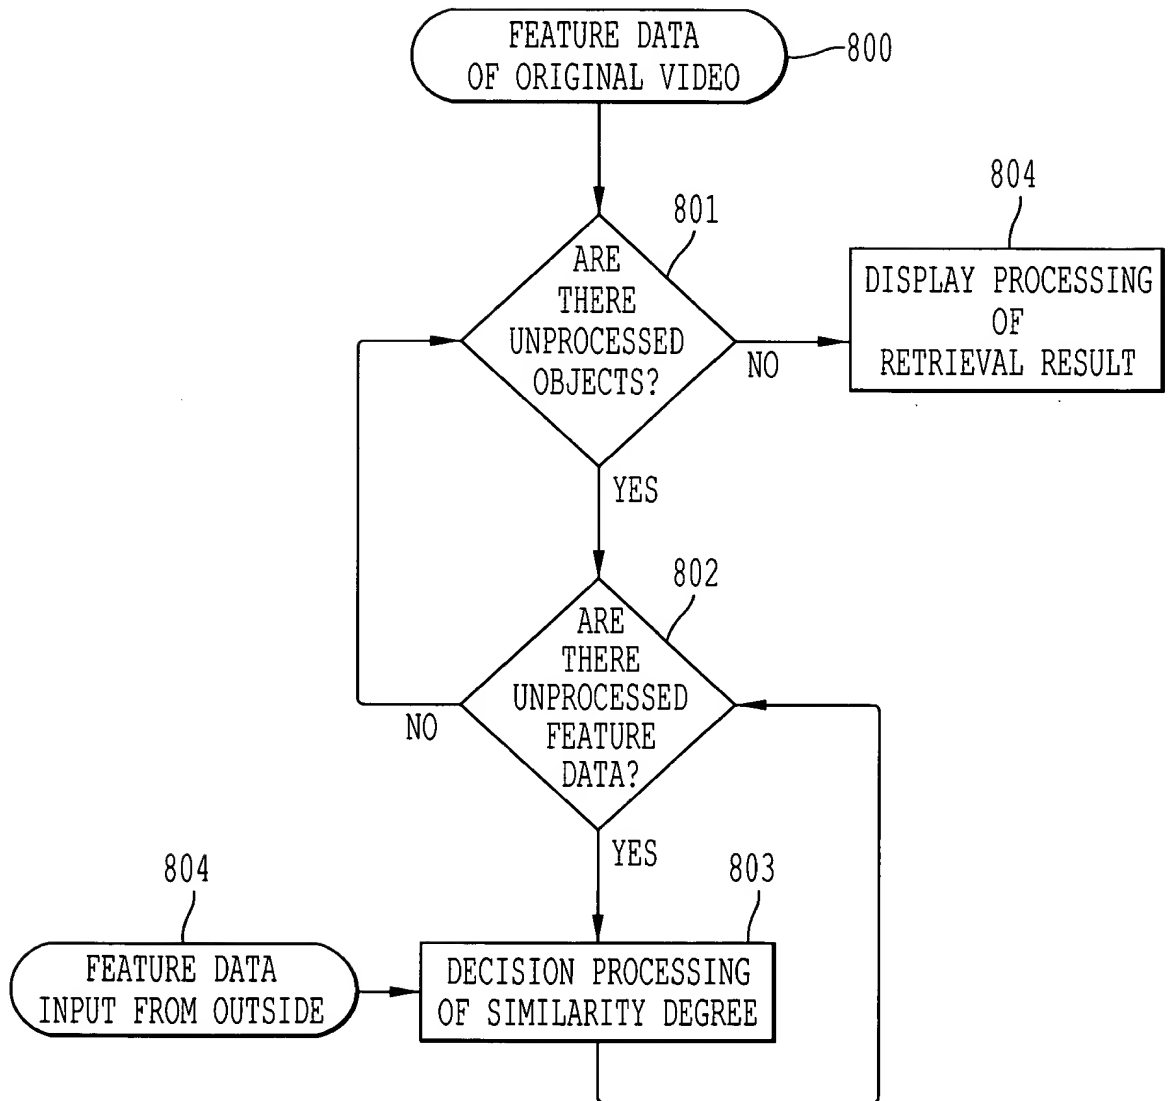 FEATURE DATA
OF ORIGINAL VIDEO
800
801
ARE
THERE
UNPROCESSED
OBJECTS?
NO
804
DISPLAY PROCESSING
OF
RETRIEVAL RESULT
YES
802
ARE
THERE
UNPROCESSED
FEATURE
DATA?
NO
YES
804
FEATURE DATA
INPUT FROM OUTSIDE
803
DECISION PROCESSING
OF SIMILARITY DEGREE